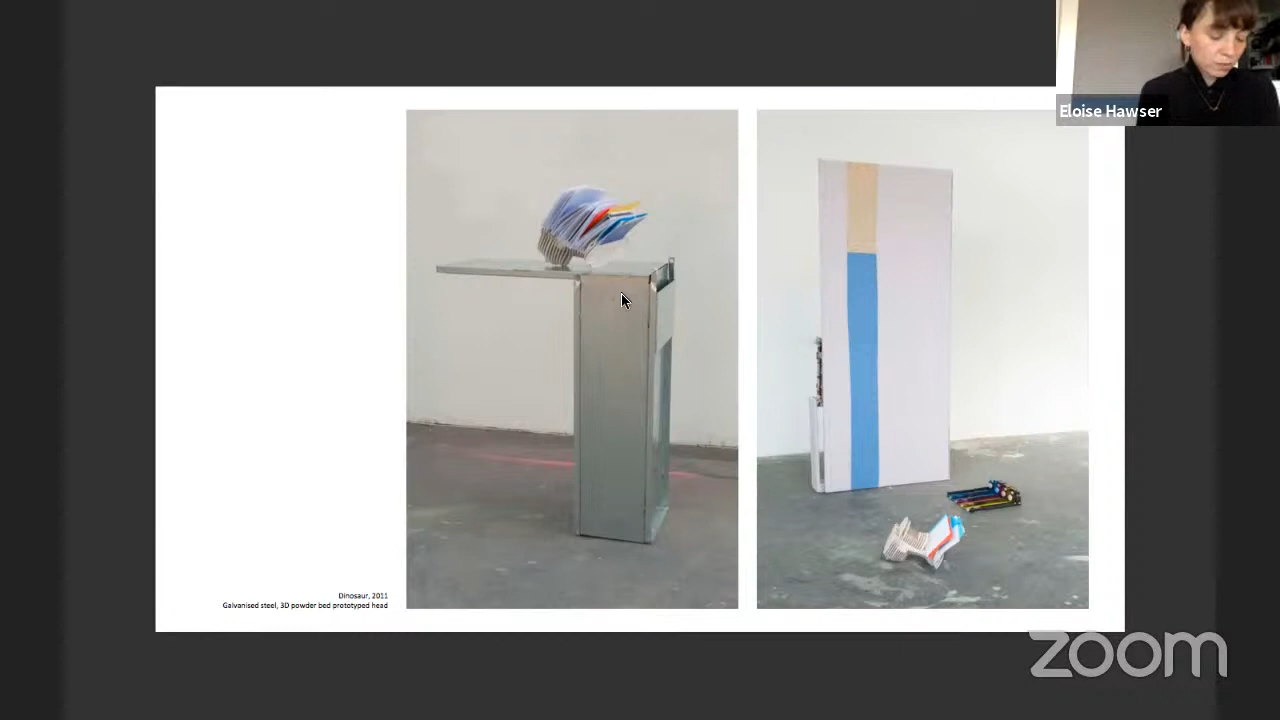 Eloise Hawser
Dinosaur, 2011
Galvanised steel, 3D powder bed prototyped head
zoom